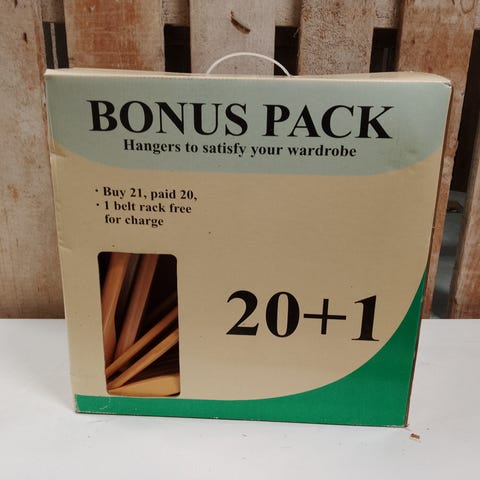 BONUS PACK
Hangers to satisfy your wardrobe
· Buy 21, paid 20,
· 1 belt rack free
for charge
20+1